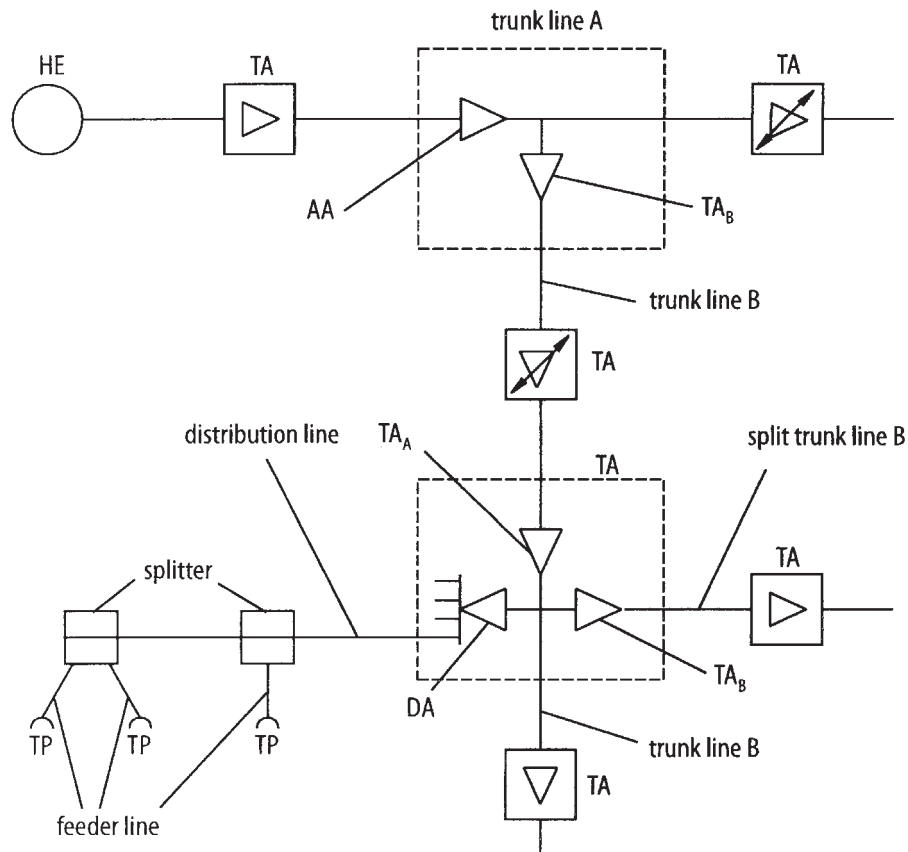 trunk line A
HE
TA
TA
AA
TA_B
trunk line B
TA
distribution line
TA_A
split trunk line B
TA
TA
splitter
DA
TA_B
TP
TP
TP
trunk line B
TA
feeder line